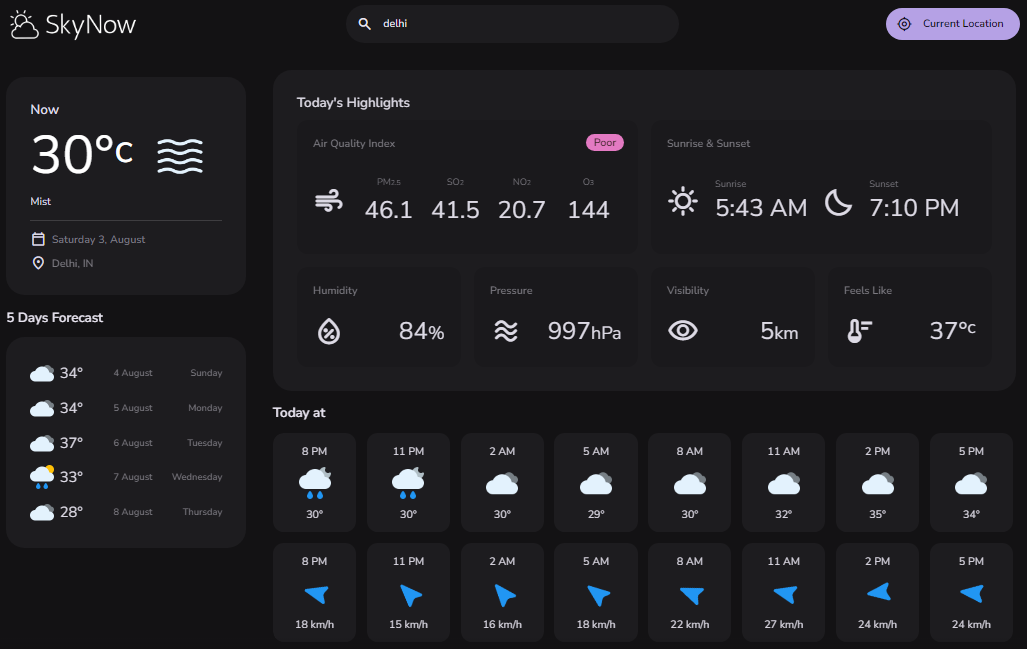 SkyNow
delhi
Current Location
Now
30°c
Mist
Saturday 3, August
Delhi, IN
5 Days Forecast
34° 4 August Sunday
34° 5 August Monday
37° 6 August Tuesday
33° 7 August Wednesday
28° 8 August Thursday
Today's Highlights
Air Quality Index Poor
PM2.5 SO2 NO2 O3
46.1 41.5 20.7 144
Sunrise & Sunset
Sunrise Sunset
5:43 AM 7:10 PM
Humidity
84%
Pressure
997hPa
Visibility
5km
Feels Like
37°c
Today at
8 PM 11 PM 2 AM 5 AM 8 AM 11 AM 2 PM 5 PM
30° 30° 30° 29° 30° 32° 35° 34°
8 PM 11 PM 2 AM 5 AM 8 AM 11 AM 2 PM 5 PM
18 km/h 15 km/h 16 km/h 18 km/h 22 km/h 27 km/h 24 km/h 24 km/h